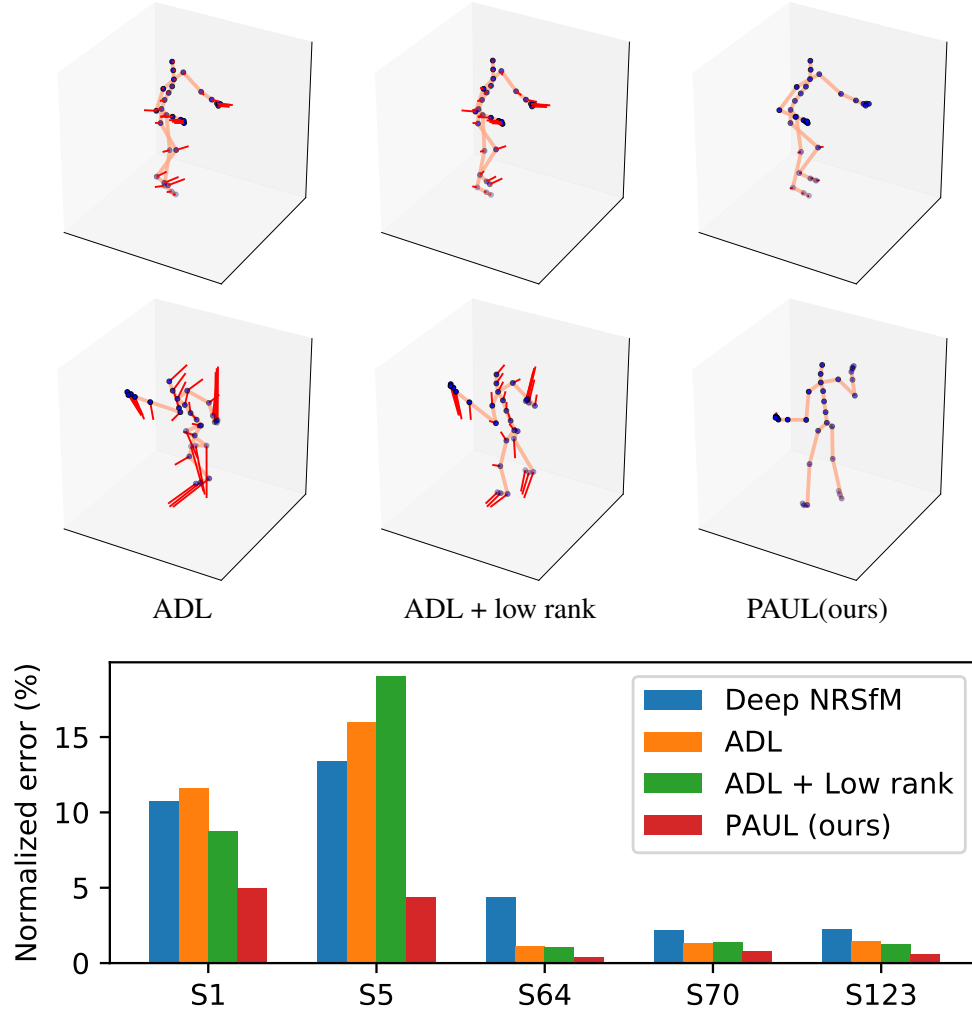 ADL ADL + low rank PAUL(ours)
Normalized error (%)
15
10
5
0
Deep NRSfM
ADL
ADL + Low rank
PAUL (ours)
S1 S5 S64 S70 S123